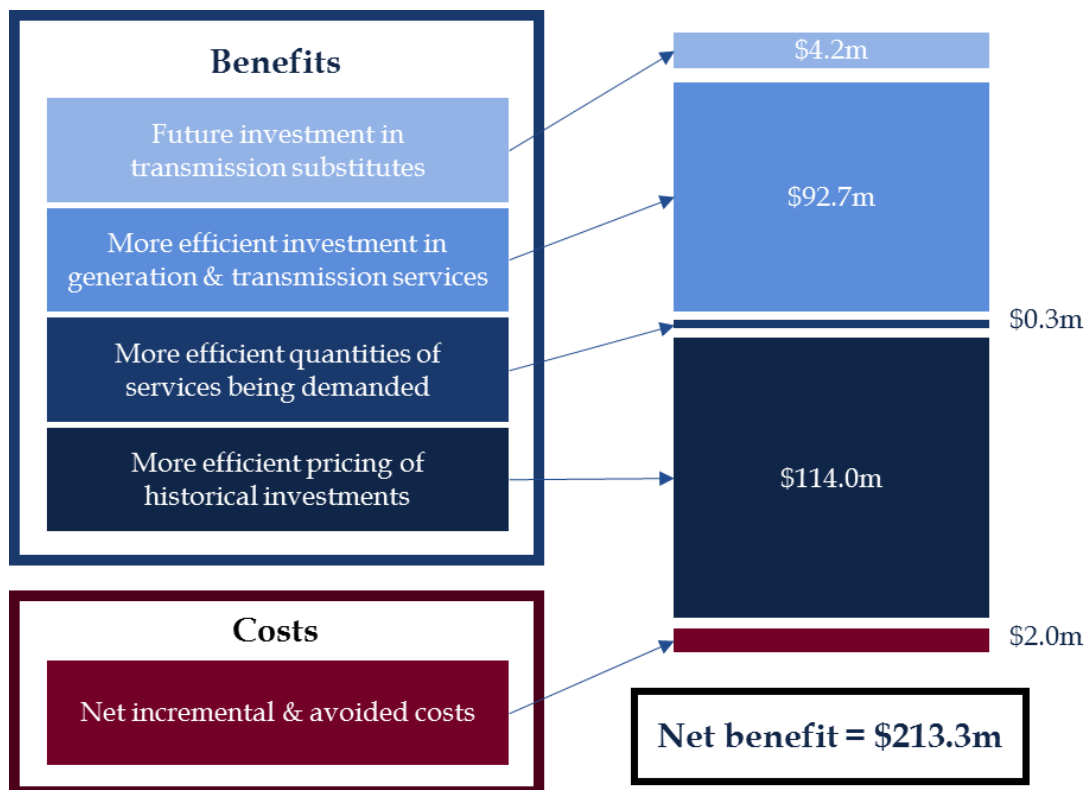 Benefits
Future investment in
transmission substitutes
More efficient investment in
generation & transmission services
More efficient quantities of
services being demanded
More efficient pricing of
historical investments
Costs
Net incremental & avoided costs
$4.2m
$92.7m
$0.3m
$114.0m
$2.0m
Net benefit = $213.3m